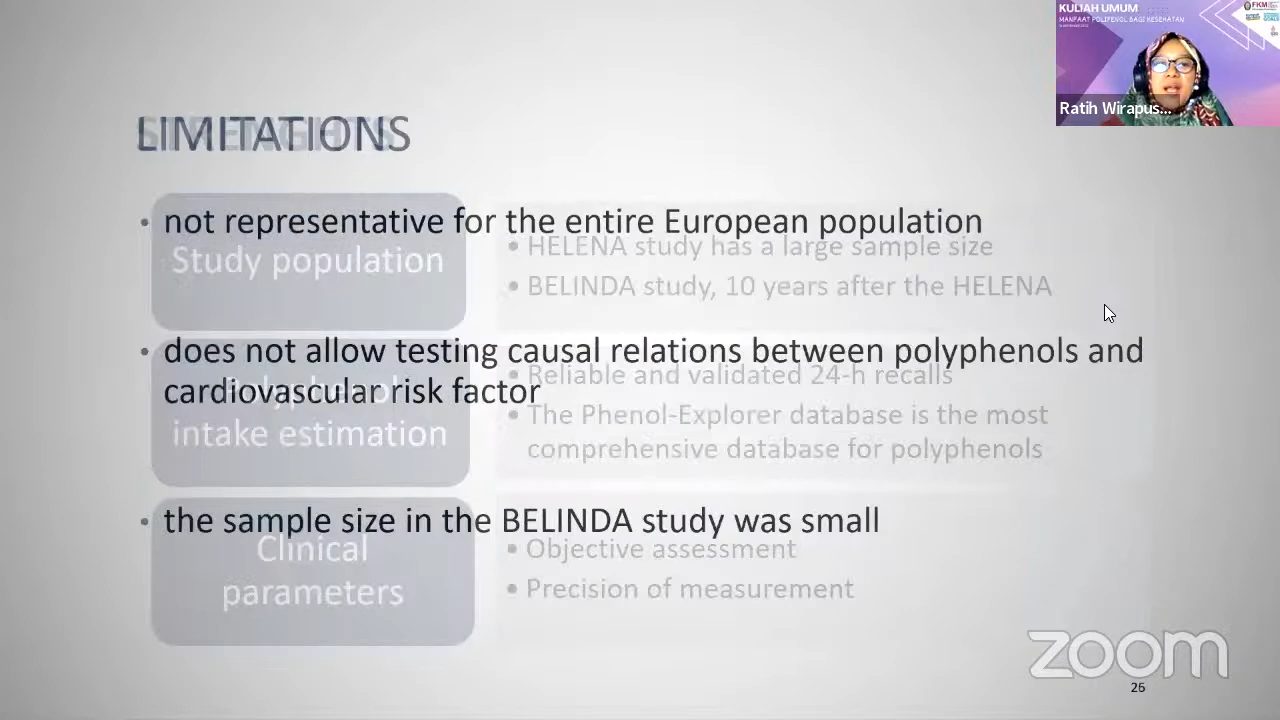 KULIAH UMUM
MANFAAT POLIFENOL BAGI KESEHATAN
FKM
Ratih Wirapus...
LIMITATIONS
• not representative for the entire European population
Study population
• HELENA study has a large sample size
• BELINDA study, 10 years after the HELENA
• does not allow testing causal relations between polyphenols and
cardiovascular risk factor
Polyphenol
intake estimation
• Reliable and validated 24-h recalls
• The Phenol-Explorer database is the most
comprehensive database for polyphenols
• the sample size in the BELINDA study was small
Clinical
parameters
• Objective assessment
• Precision of measurement
zoom
26